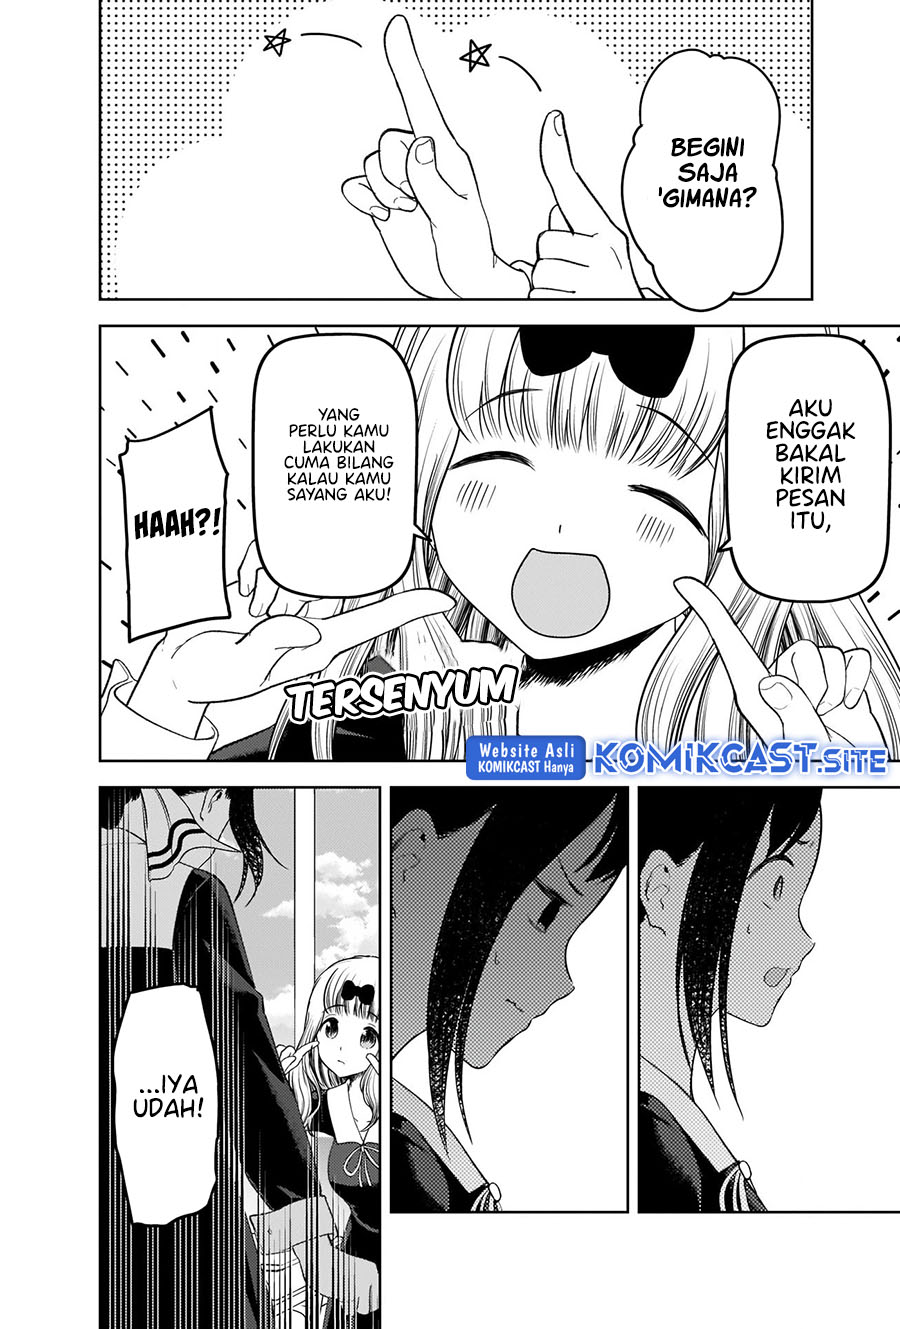 BEGINI
SAJA
'GIMANA?
AKU
ENGGAK
BAKAL
KIRIM
PESAN
ITU,
YANG
PERLU KAMU
LAKUKAN
CUMA BILANG
KALAU KAMU
SAYANG AKU!
HAAH?!
TERSENYUM
Website Asli
KOMIKCAST Hanya
KOMIKCAST.SITE
...IYA
UDAH!